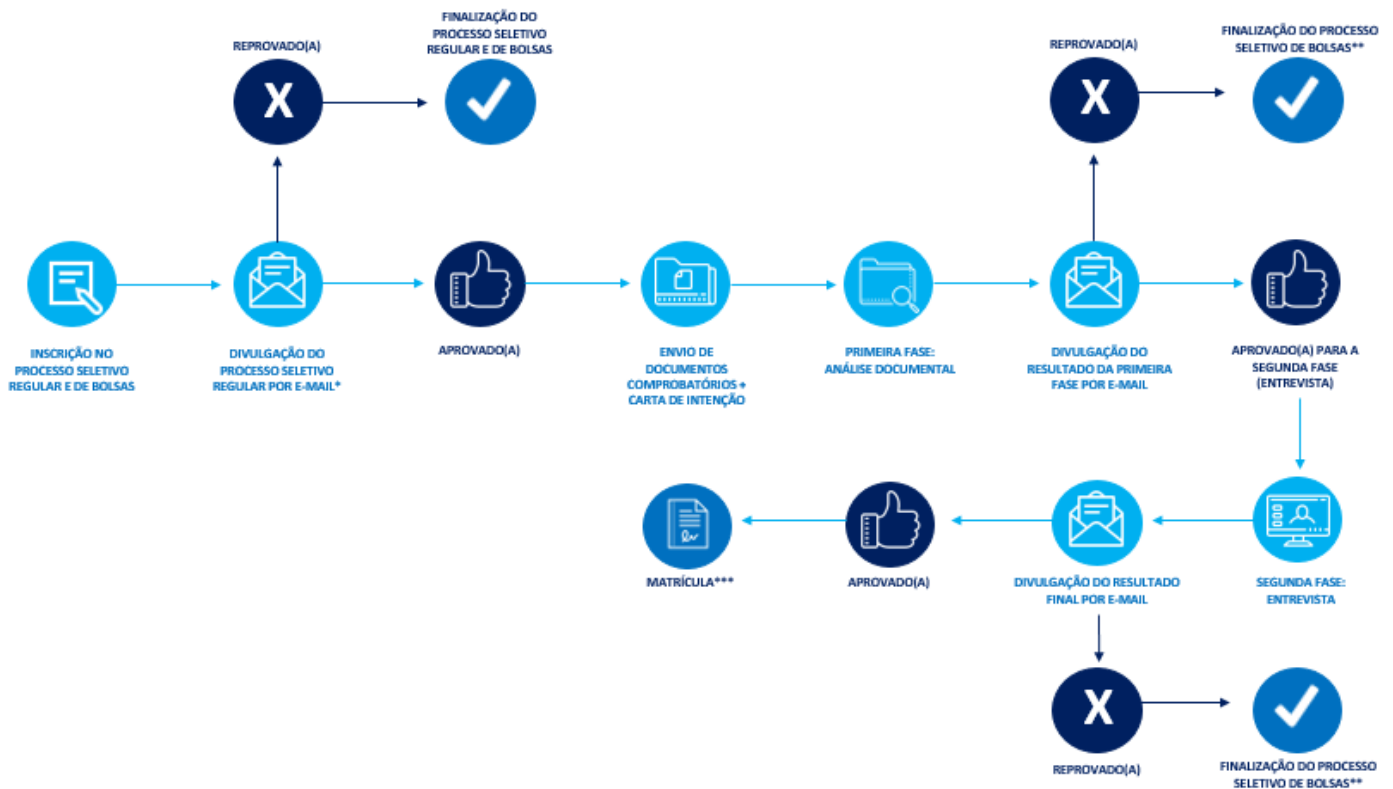 FINALIZAÇÃO DO
PROCESSO SELETIVO
REGULAR E DE BOLSAS
REPROVADO(A)
X
REPROVADO(A)
X
FINALIZAÇÃO DO PROCESSO
SELETIVO DE BOLSAS**
INSCRIÇÃO NO
PROCESSO SELETIVO
REGULAR E DE BOLSAS
DIVULGAÇÃO DO
PROCESSO SELETIVO
REGULAR POR E-MAIL*
APROVADO(A)
ENVIO DE
DOCUMENTOS
COMPROBATÓRIOS +
CARTA DE INTENÇÃO
PRIMEIRA FASE:
ANÁLISE DOCUMENTAL
DIVULGAÇÃO DO
RESULTADO DA PRIMEIRA
FASE POR E-MAIL
APROVADO(A) PARA A
SEGUNDA FASE
(ENTREVISTA)
SEGUNDA FASE:
ENTREVISTA
DIVULGAÇÃO DO RESULTADO
FINAL POR E-MAIL
APROVADO(A)
MATRÍCULA***
X
REPROVADO(A)
FINALIZAÇÃO DO PROCESSO
SELETIVO DE BOLSAS**